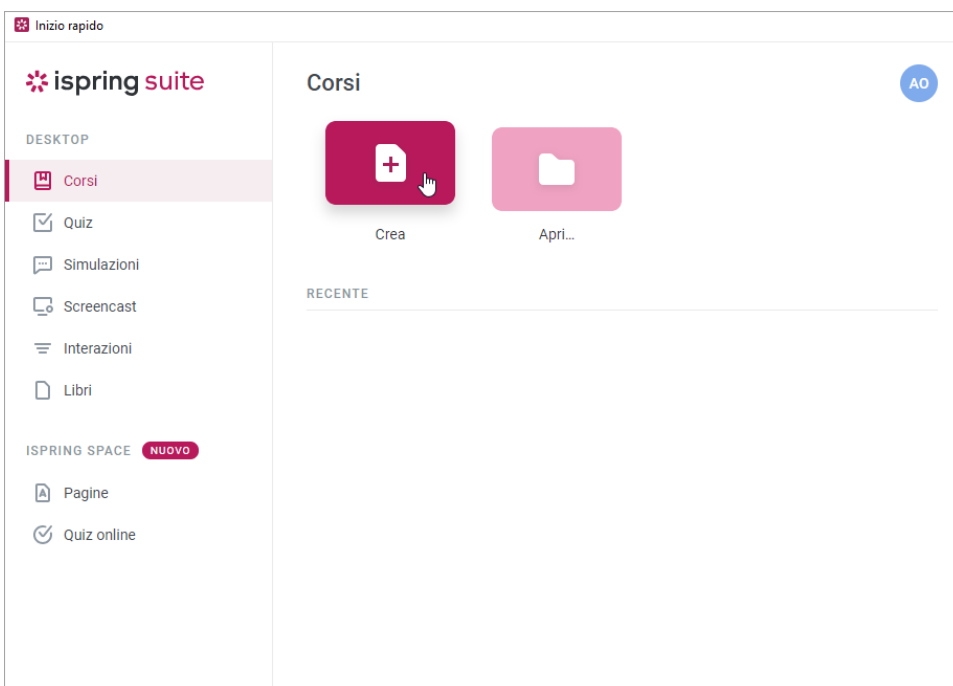 Inizio rapido
ispring suite
DESKTOP
Corsi
Quiz
Simulazioni
Screencast
Interazioni
Libri
ISPRING SPACE NUOVO
Pagine
Quiz online
Corsi
AO
Crea
Apri...
RECENTE